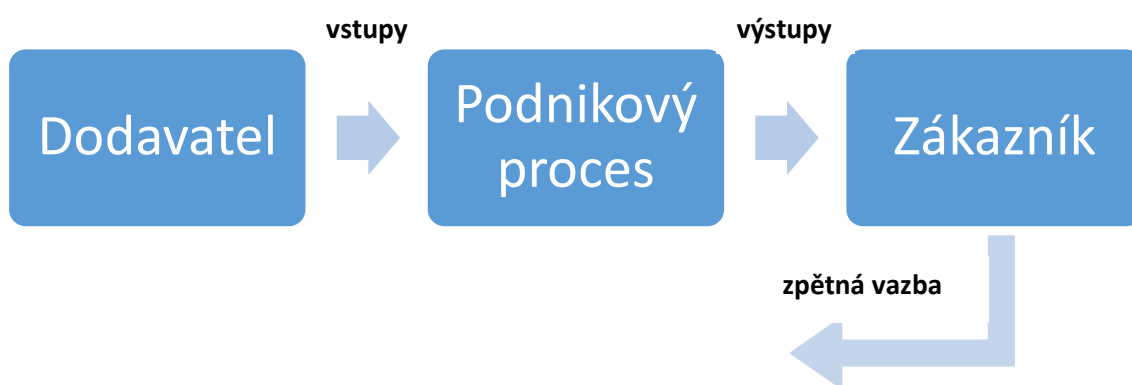 vstupy
výstupy
Dodavatel
Podnikový
proces
Zákazník
zpětná vazba